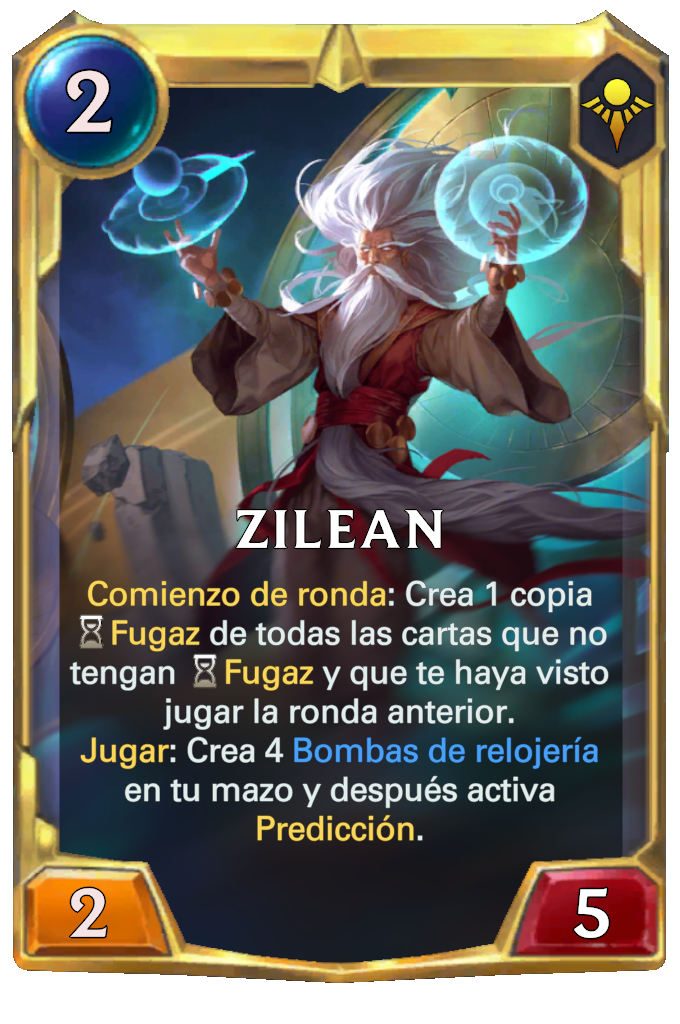 2
ZILEAN
Comienzo de ronda: Crea 1 copia
Fugaz de todas las cartas que no
tengan Fugaz y que te haya visto
jugar la ronda anterior.
Jugar: Crea 4 Bombas de relojería
en tu mazo y después activa
Predicción.
2
5